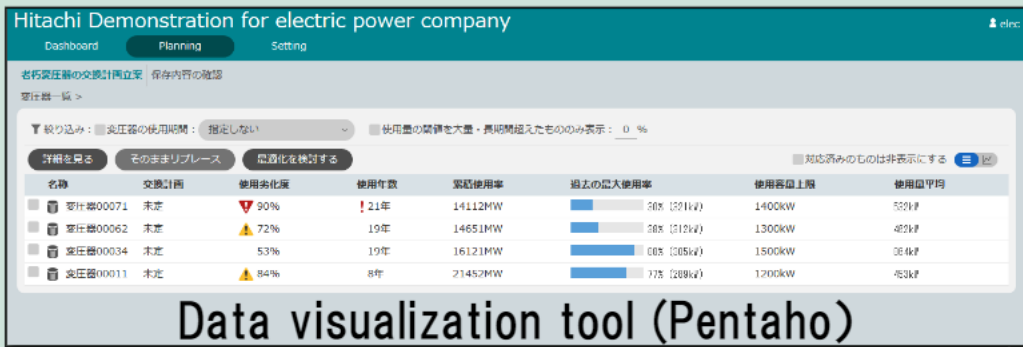 Hitachi Demonstration for electric power company
elec
Dashboard Planning Setting
老朽変圧器の交換計画立案 保存内容の確認
変圧器一覧 >
絞り込み： 変圧器の使用期間： 指定しない 使用量の閾値を大量・長期間超えたもののみ表示： 0 %
詳細を見る そのままリプレース 最適化を検討する 対応済みのものは非表示にする
名称 交換計画 使用劣化度 使用年数 累積使用率 過去の最大使用率 使用容量上限 使用量平均
変圧器00071 未定 90% 21年 14112MW 1400kW
変圧器00062 未定 72% 19年 14651MW 1300kW
変圧器00034 未定 53% 19年 16121MW 1500kW
変圧器00011 未定 84% 8年 21452MW 77% 1200kW
Data visualization tool (Pentaho)